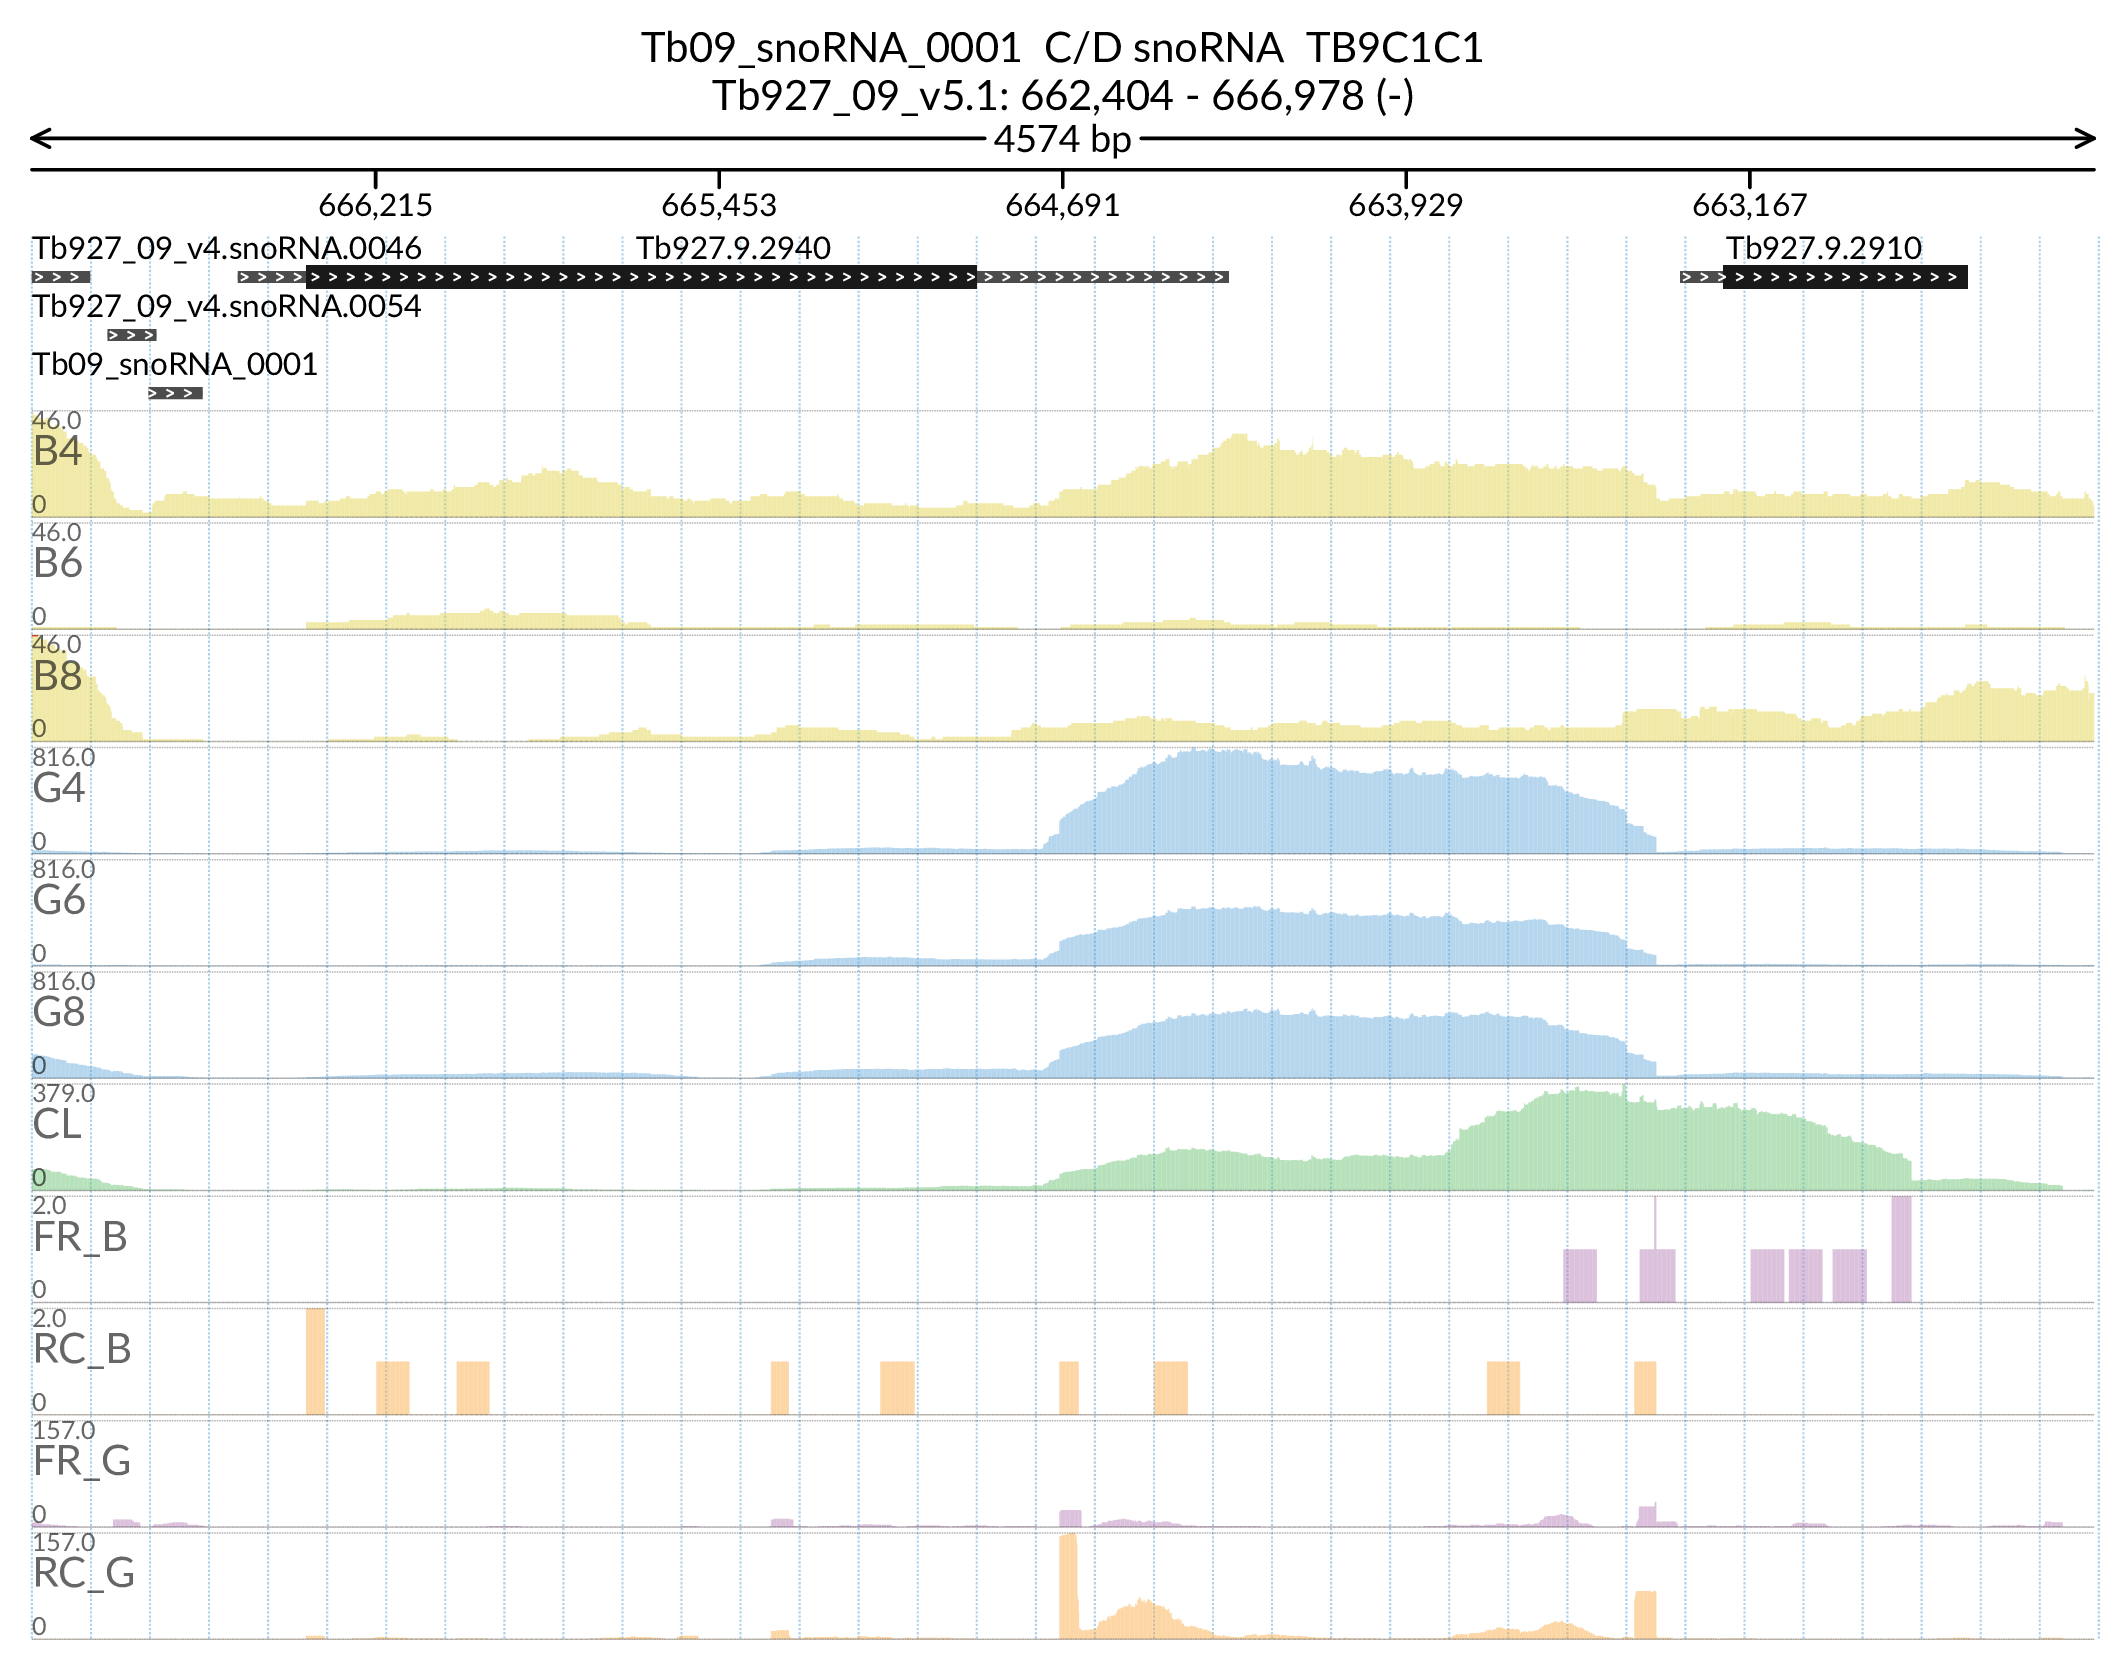 Tb09_snoRNA_0001 C/D snoRNA TB9C1C1
Tb927_09_v5.1: 662,404 - 666,978 (-)
4574 bp
666,215 665,453 664,691 663,929 663,167
Tb927_09_v4.snoRNA.0046 Tb927.9.2940 Tb927.9.2910
Tb927_09_v4.snoRNA.0054
Tb09_snoRNA_0001
46.0
B4
0
46.0
B6
0
46.0
B8
0
816.0
G4
0
816.0
G6
0
816.0
G8
0
379.0
CL
0
2.0
FR_B
0
2.0
RC_B
0
157.0
FR_G
0
157.0
RC_G
0